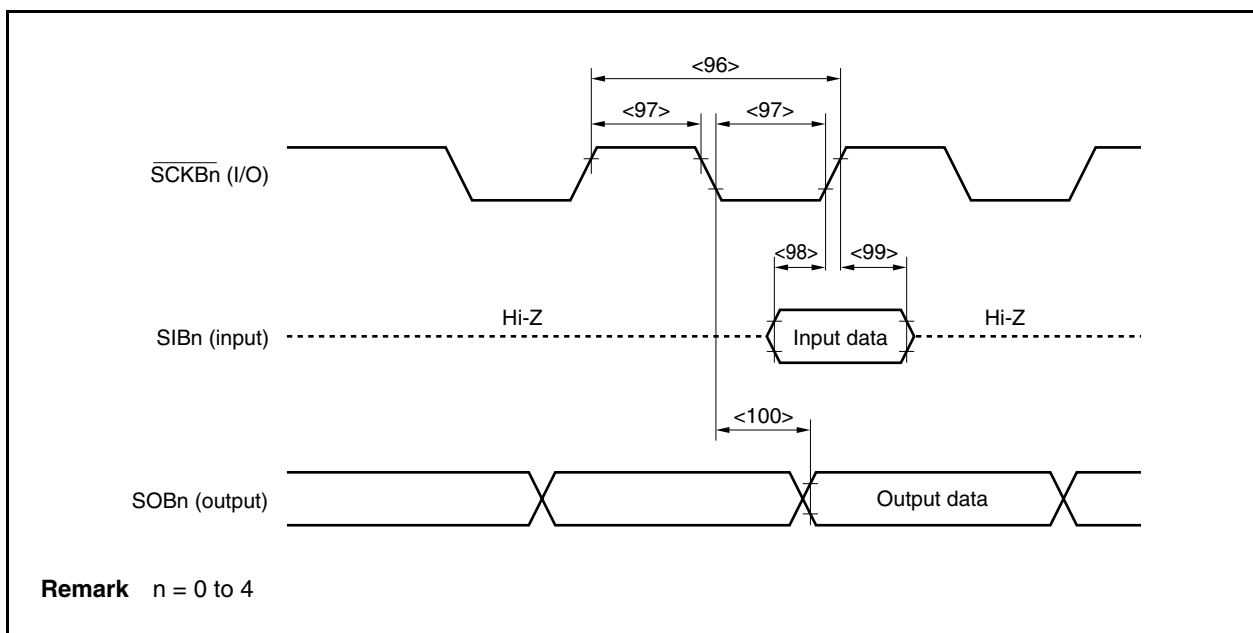 <96>
<97> <97>
SCKBn (I/O)
<98> <99>
Hi-Z Hi-Z
SIBn (input) Input data
<100>
SOBn (output) Output data
Remark n = 0 to 4